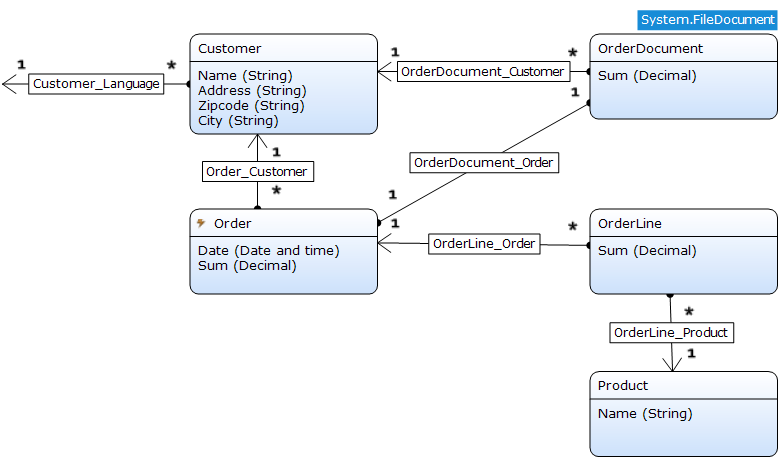 System.FileDocument
Customer
Name (String)
Address (String)
Zipcode (String)
City (String)
1
*
Customer_Language
1
*
OrderDocument_Customer
OrderDocument
Sum (Decimal)
1
Order_Customer
*
OrderDocument_Order
1
1
Order
Date (Date and time)
Sum (Decimal)
1
*
OrderLine_Order
OrderLine
Sum (Decimal)
*
OrderLine_Product
1
Product
Name (String)